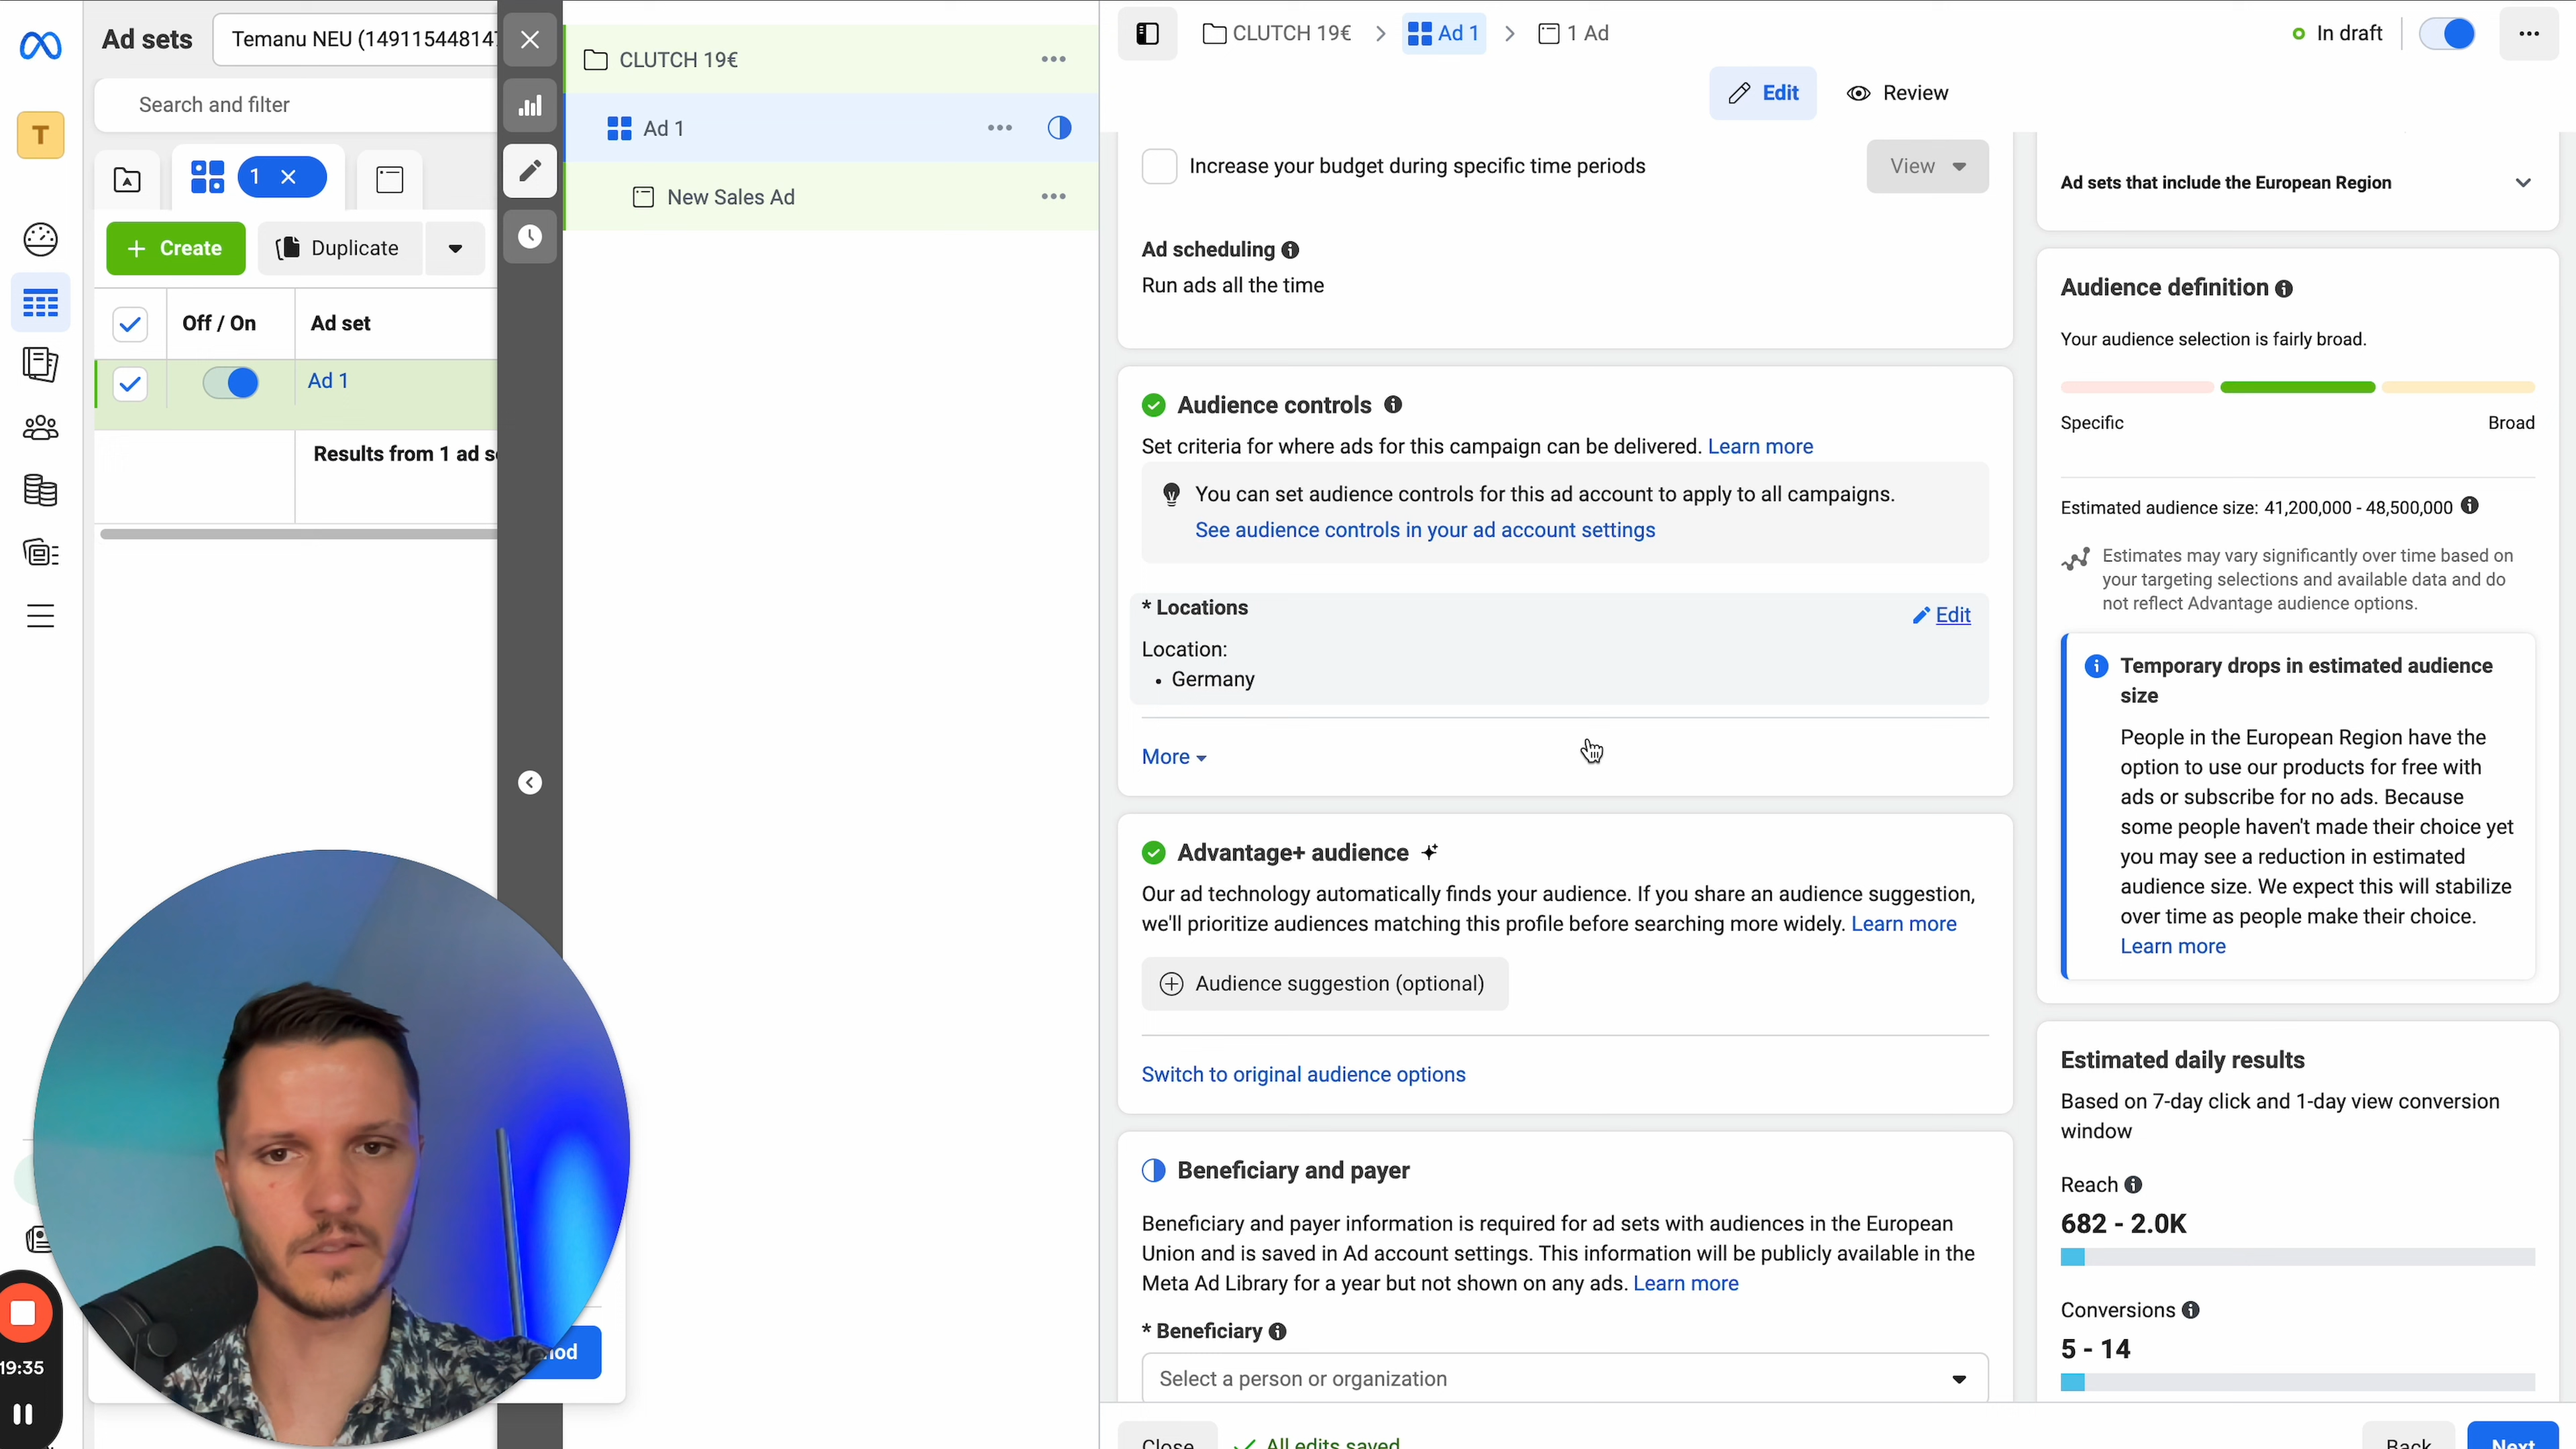 Ad sets
Temanu NEU (14911544814
Search and filter
T
1
Create
Duplicate
Off / On
Ad set
Ad 1
Results from 1 ad s
19:35
CLUTCH 19€
Ad 1
New Sales Ad
CLUTCH 19€
Ad 1
1 Ad
In draft
Edit
Review
Increase your budget during specific time periods
View
Ad scheduling
Run ads all the time
Audience controls
Set criteria for where ads for this campaign can be delivered. Learn more
You can set audience controls for this ad account to apply to all campaigns.
See audience controls in your ad account settings
* Locations
Edit
Location:
• Germany
More
Advantage+ audience
Our ad technology automatically finds your audience. If you share an audience suggestion,
we'll prioritize audiences matching this profile before searching more widely. Learn more
Audience suggestion (optional)
Switch to original audience options
Beneficiary and payer
Beneficiary and payer information is required for ad sets with audiences in the European
Union and is saved in Ad account settings. This information will be publicly available in the
Meta Ad Library for a year but not shown on any ads. Learn more
* Beneficiary
Select a person or organization
Close
All edits saved
Back
Next
Ad sets that include the European Region
Audience definition
Your audience selection is fairly broad.
Specific
Broad
Estimated audience size: 41,200,000 - 48,500,000
Estimates may vary significantly over time based on
your targeting selections and available data and do
not reflect Advantage audience options.
Temporary drops in estimated audience
size
People in the European Region have the
option to use our products for free with
ads or subscribe for no ads. Because
some people haven't made their choice yet
you may see a reduction in estimated
audience size. We expect this will stabilize
over time as people make their choice.
Learn more
Estimated daily results
Based on 7-day click and 1-day view conversion
window
Reach
682 - 2.0K
Conversions
5 - 14